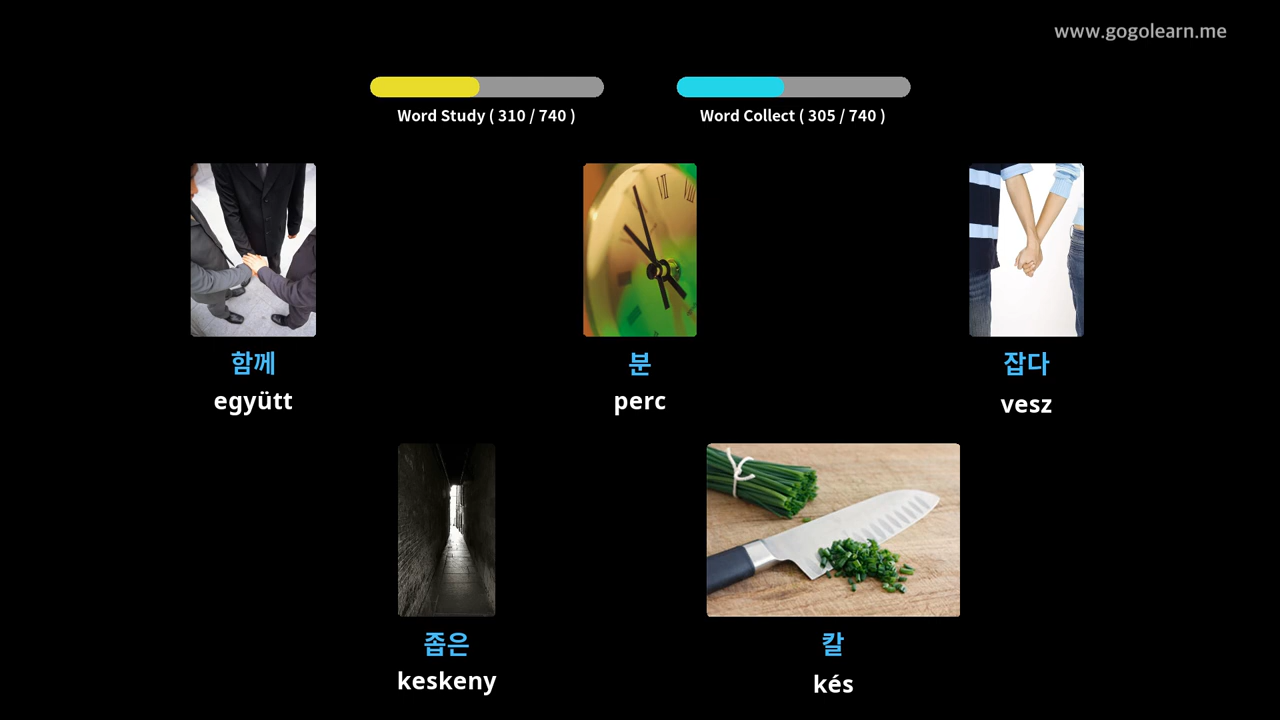 www.gogolearn.me
Word Study ( 310 / 740 )
Word Collect ( 305 / 740 )
함께
együtt
분
perc
잡다
vesz
좁은
keskeny
칼
kés